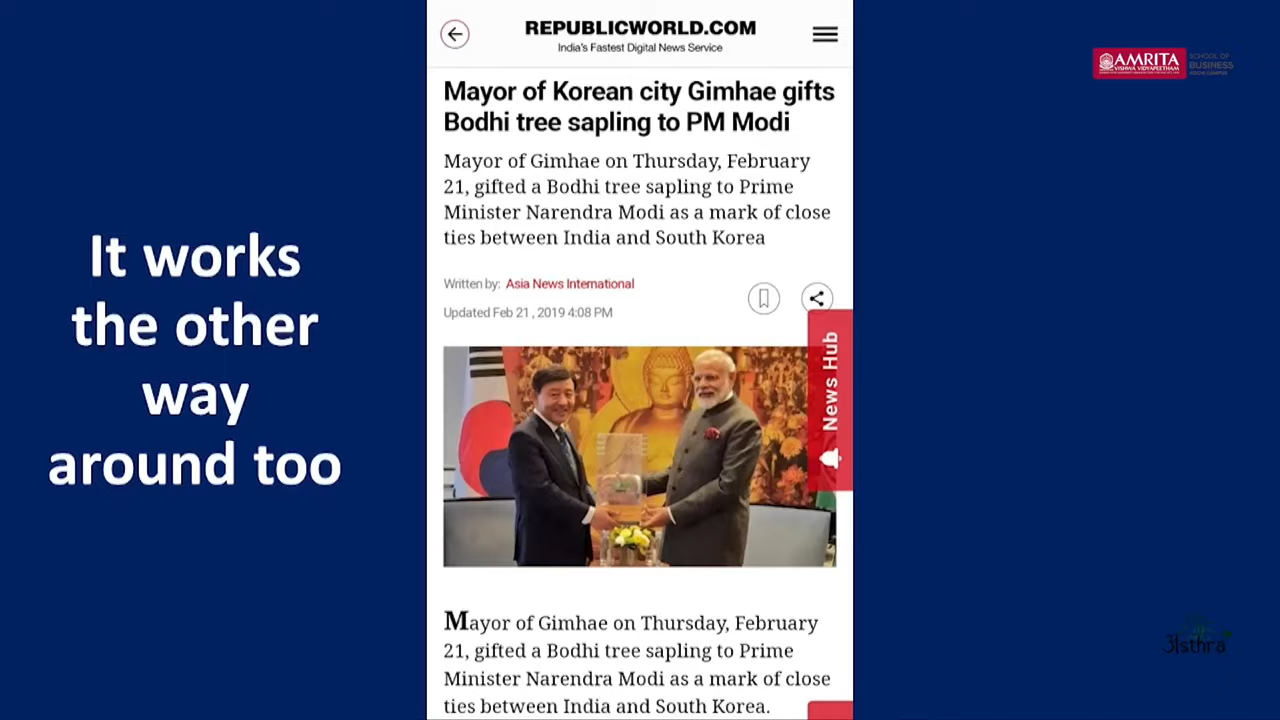 It works
the other
way
around too
REPUBLICWORLD.COM
India's Fastest Digital News Service
Mayor of Korean city Gimhae gifts
Bodhi tree sapling to PM Modi
Mayor of Gimhae on Thursday, February
21, gifted a Bodhi tree sapling to Prime
Minister Narendra Modi as a mark of close
ties between India and South Korea
Written by: Asia News International
Updated Feb 21 , 2019 4:08 PM
News Hub
Mayor of Gimhae on Thursday, February
21, gifted a Bodhi tree sapling to Prime
Minister Narendra Modi as a mark of close
ties between India and South Korea.
AMRITA
VISHWA VIDYAPEETHAM
SCHOOL OF
BUSINESS
अsthra